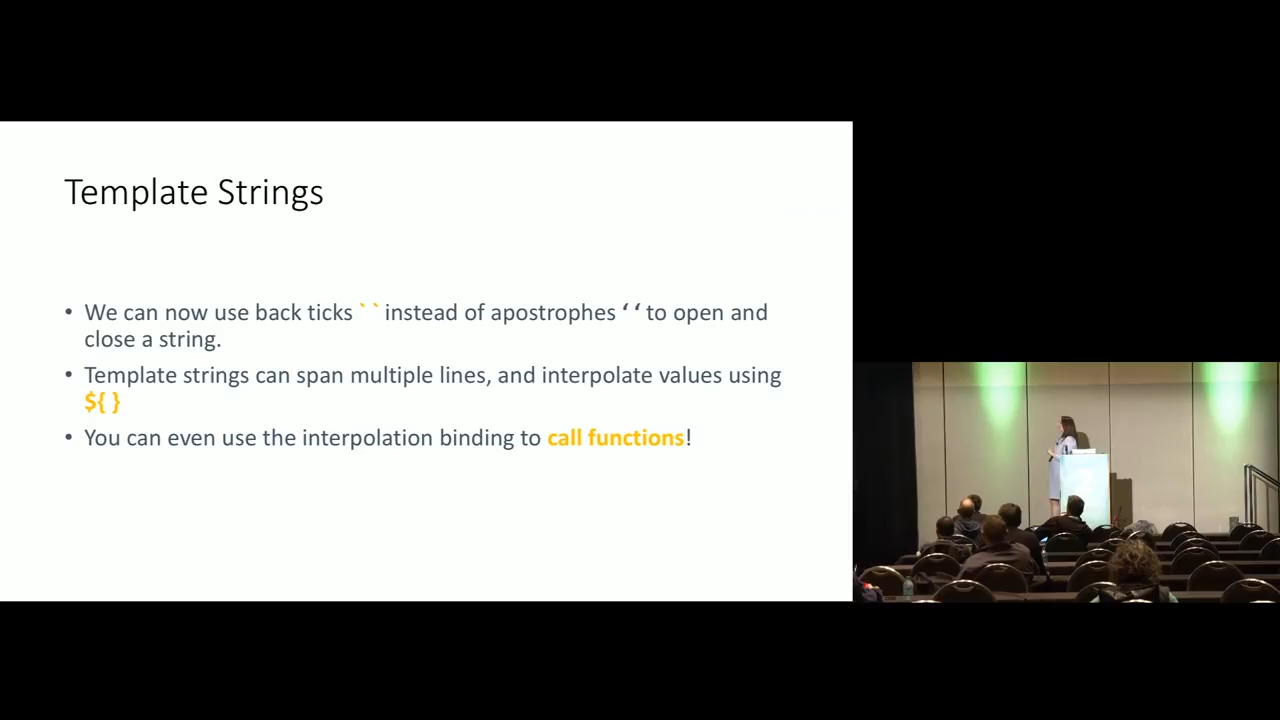 Template Strings
• We can now use back ticks ` ` instead of apostrophes ‘ ‘ to open and
close a string.
• Template strings can span multiple lines, and interpolate values using
${ }
• You can even use the interpolation binding to call functions!